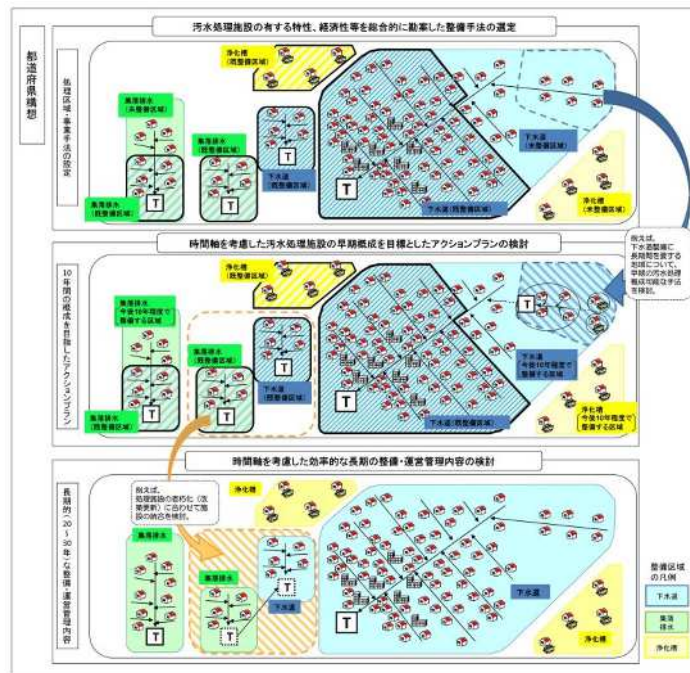 汚水処理施設の有する特性、経済性等を総合的に勘案した整備手法の選定
都道府県構想
処理区域・事業手法の設定
浄化槽
(既整備区域)
集落排水
(未整備区域)
集落排水
(既整備区域)
下水道
(既整備区域)
集落排水
(既整備区域)
T
T
T
T
下水道(既整備区域)
下水道
(未整備区域)
浄化槽
(未整備区域)
時間軸を考慮した汚水処理施設の早期概成を目標としたアクションプランの検討
10年間の概成を目指したアクションプラン
例えば、
下水道整備に
長期間を要する
地域について、
早期の汚水処理
概成可能な手法
を検討。
浄化槽
(既整備区域)
集落排水
今後10年程度で
整備する区域
集落排水
(既整備区域)
下水道
(既整備区域)
集落排水
(既整備区域)
T
T
T
T
T
下水道(既整備区域)
下水道
今後10年程度で
整備する区域
浄化槽
今後10年程度で
整備する区域
時間軸を考慮した効率的な長期の整備・運営管理内容の検討
長期的(20~30年)な整備・運営管理内容
例えば、
処理施設の老朽化(改
築更新)に合わせて施
設の統合を検討。
浄化槽
集落排水
集落排水
下水道
T
T
T
T
下水道
浄化槽
整備区域
の凡例
下水道
集落
排水
浄化槽